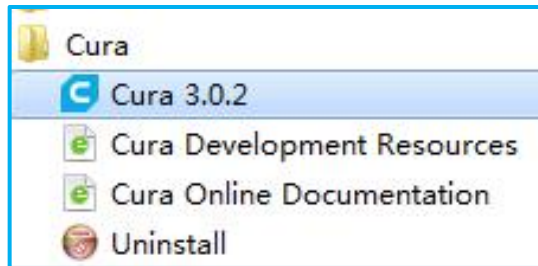 Cura
Cura 3.0.2
Cura Development Resources
Cura Online Documentation
Uninstall